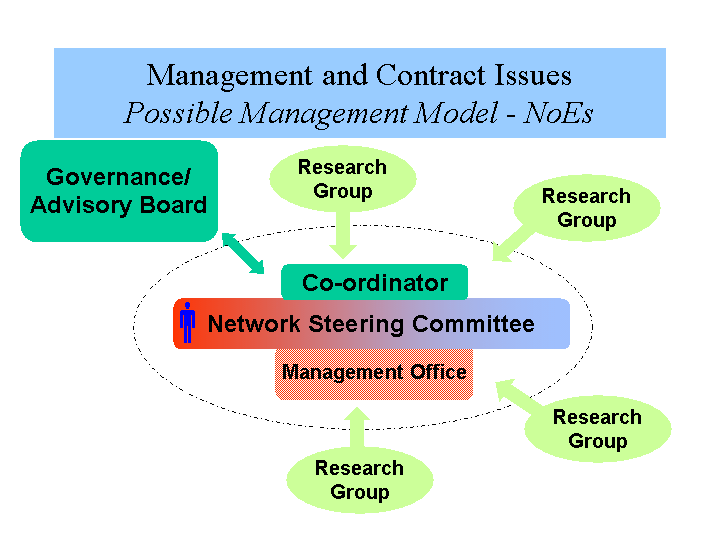 Management and Contract Issues
Possible Management Model - NoEs
Governance/
Advisory Board
Research
Group
Research
Group
Co-ordinator
Network Steering Committee
Management Office
Research
Group
Research
Group